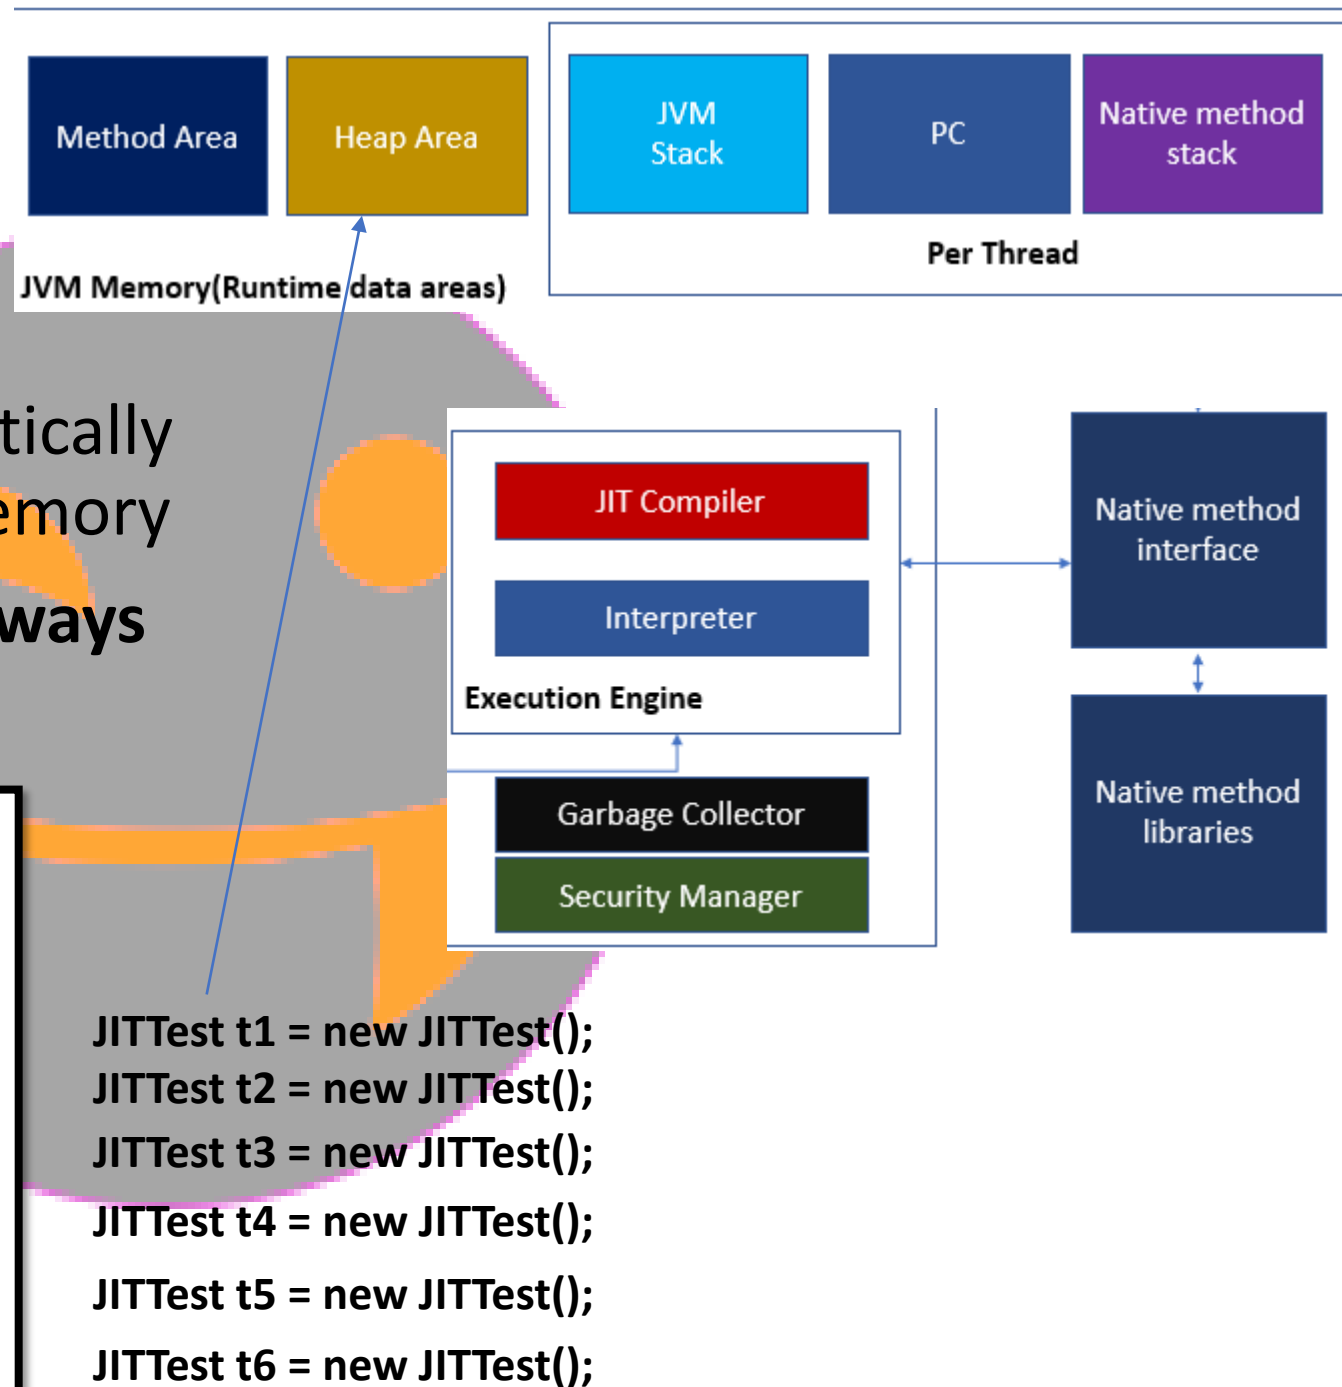 Method Area
Heap Area
JVM
Stack
PC
Native method
stack
Per Thread
JVM Memory(Runtime data areas)
tically
emory
ways
JIT Compiler
Interpreter
Execution Engine
Garbage Collector
Security Manager
Native method
interface
Native method
libraries
JITTest t1 = new JITTest();
JITTest t2 = new JITTest();
JITTest t3 = new JITTest();
JITTest t4 = new JITTest();
JITTest t5 = new JITTest();
JITTest t6 = new JITTest();